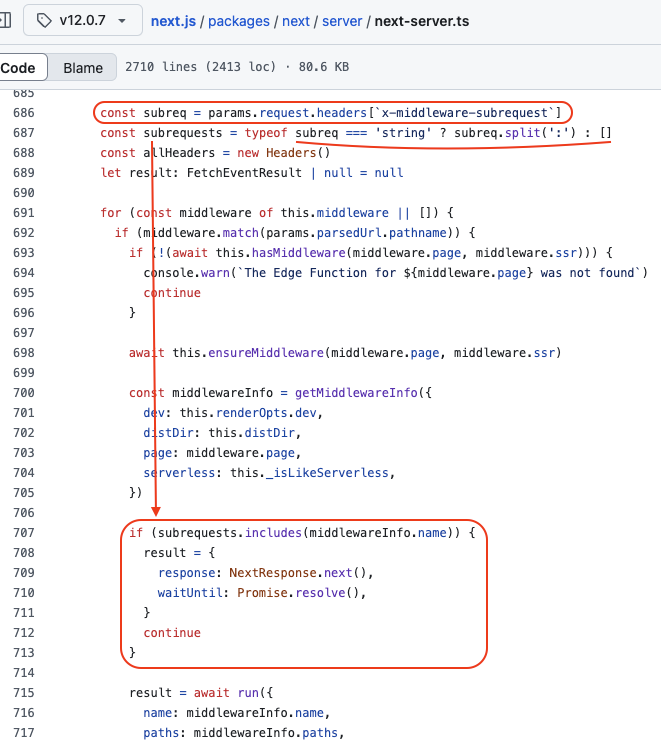 v12.0.7 next.js / packages / next / server / next-server.ts
Code Blame 2710 lines (2413 loc) · 80.6 KB
685
686 const subreq = params.request.headers[`x-middleware-subrequest`]
687 const subrequests = typeof subreq === 'string' ? subreq.split(':') : []
688 const allHeaders = new Headers()
689 let result: FetchEventResult | null = null
690
691 for (const middleware of this.middleware || []) {
692 if (middleware.match(params.parsedUrl.pathname)) {
693 if (!(await this.hasMiddleware(middleware.page, middleware.ssr))) {
694 console.warn(`The Edge Function for ${middleware.page} was not found`)
695 continue
696 }
697
698 await this.ensureMiddleware(middleware.page, middleware.ssr)
699
700 const middlewareInfo = getMiddlewareInfo({
701 dev: this.renderOpts.dev,
702 distDir: this.distDir,
703 page: middleware.page,
704 serverless: this._isLikeServerless,
705 })
706
707 if (subrequests.includes(middlewareInfo.name)) {
708 result = {
709 response: NextResponse.next(),
710 waitUntil: Promise.resolve(),
711 }
712 continue
713 }
714
715 result = await run({
716 name: middlewareInfo.name,
717 paths: middlewareInfo.paths,